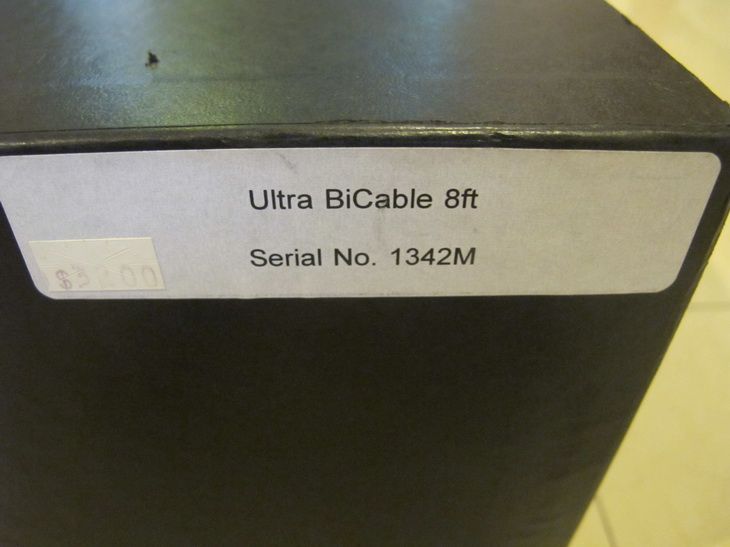 Ultra BiCable 8ft
Serial No. 1342M